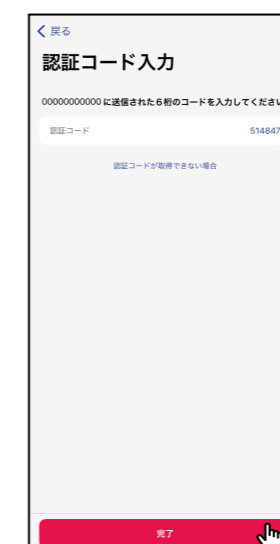 戻る
認証コード入力
00000000000 に送信された6桁のコードを入力してください
認証コード 514847
認証コードが取得できない場合
完了